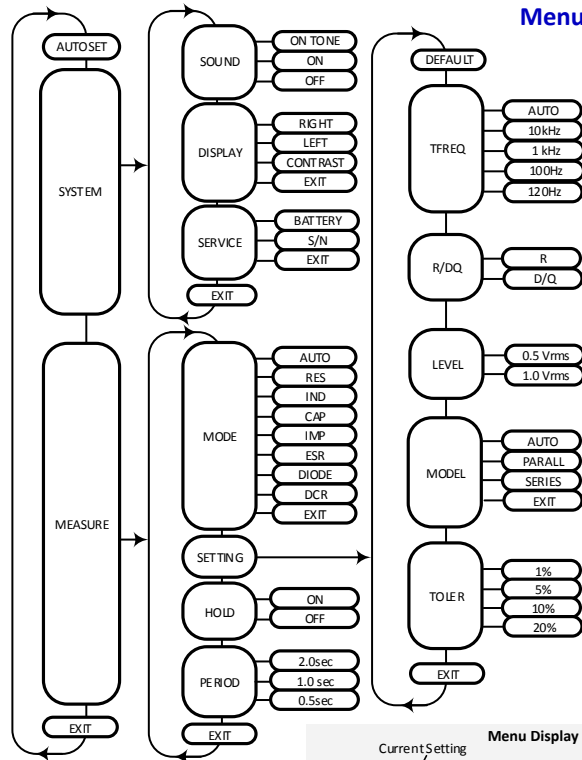 Menu
AUTOSET
SYSTEM
MEASURE
EXIT
SOUND
ON TONE
ON
OFF
DISPLAY
RIGHT
LEFT
CONTRAST
EXIT
SERVICE
BATTERY
S/N
EXIT
EXIT
MODE
AUTO
RES
IND
CAP
IMP
ESR
DIODE
DCR
EXIT
SETTING
HOLD
ON
OFF
PERIOD
2.0sec
1.0 sec
0.5sec
EXIT
DEFAULT
TFREQ
AUTO
10kHz
1 kHz
100Hz
120Hz
R/DQ
R
D/Q
LEVEL
0.5 Vrms
1.0 Vrms
MODEL
AUTO
PARALL
SERIES
EXIT
TOLER
1%
5%
10%
20%
EXIT
Menu Display
Current Setting